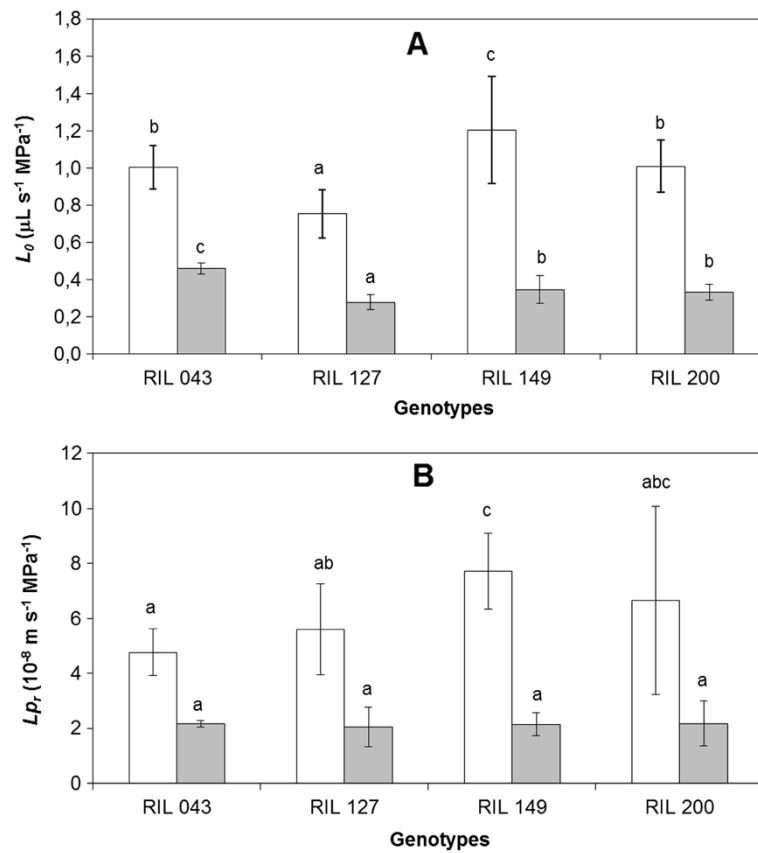 A
L₀ (μL s⁻¹ MPa⁻¹)
1,8
1,6
1,4
1,2
1,0
0,8
0,6
0,4
0,2
0,0
b
c
a
a
c
b
b
b
RIL 043 RIL 127 RIL 149 RIL 200
Genotypes
B
Lpᵣ (10⁻⁸ m s⁻¹ MPa⁻¹)
12
10
8
6
4
2
0
a
a
ab
a
c
a
abc
a
RIL 043 RIL 127 RIL 149 RIL 200
Genotypes